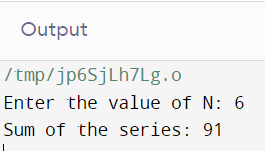 Output
/tmp/jp6SjLh7Lg.o
Enter the value of N: 6
Sum of the series: 91